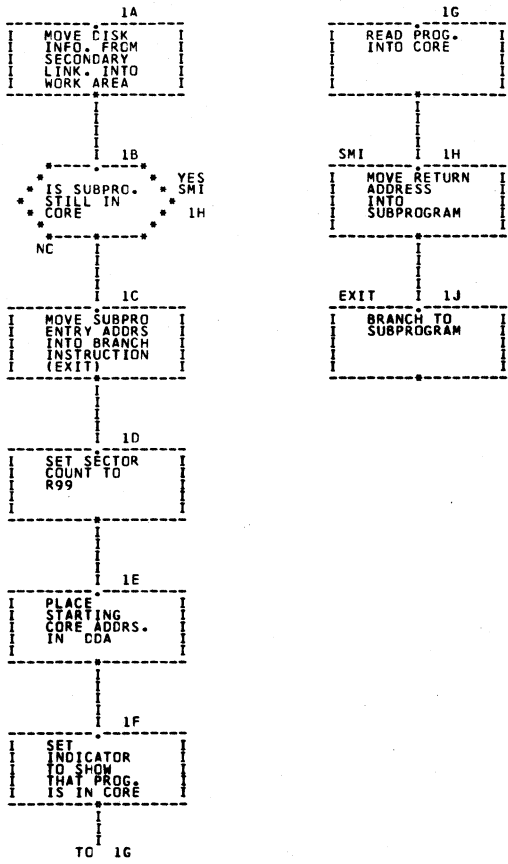 1A
MOVE DISK
INFO. FROM
SECONDARY
LINK. INTO
WORK AREA
1B
YES
IS SUBPRO. SMI
STILL IN
CORE 1H
NC
1C
MOVE SUBPRO
ENTRY ADDRS
INTO BRANCH
INSTRUCTION
(EXIT)
1D
SET SECTOR
COUNT TO
R99
1E
PLACE
STARTING
CORE ADDRS.
IN DDA
1F
SET
INDICATOR
TO SHOW
THAT PROG.
IS IN CORE
TO 1G
1G
READ PROG.
INTO CORE
SMI 1H
MOVE RETURN
ADDRESS
INTO
SUBPROGRAM
EXIT 1J
BRANCH TO
SUBPROGRAM